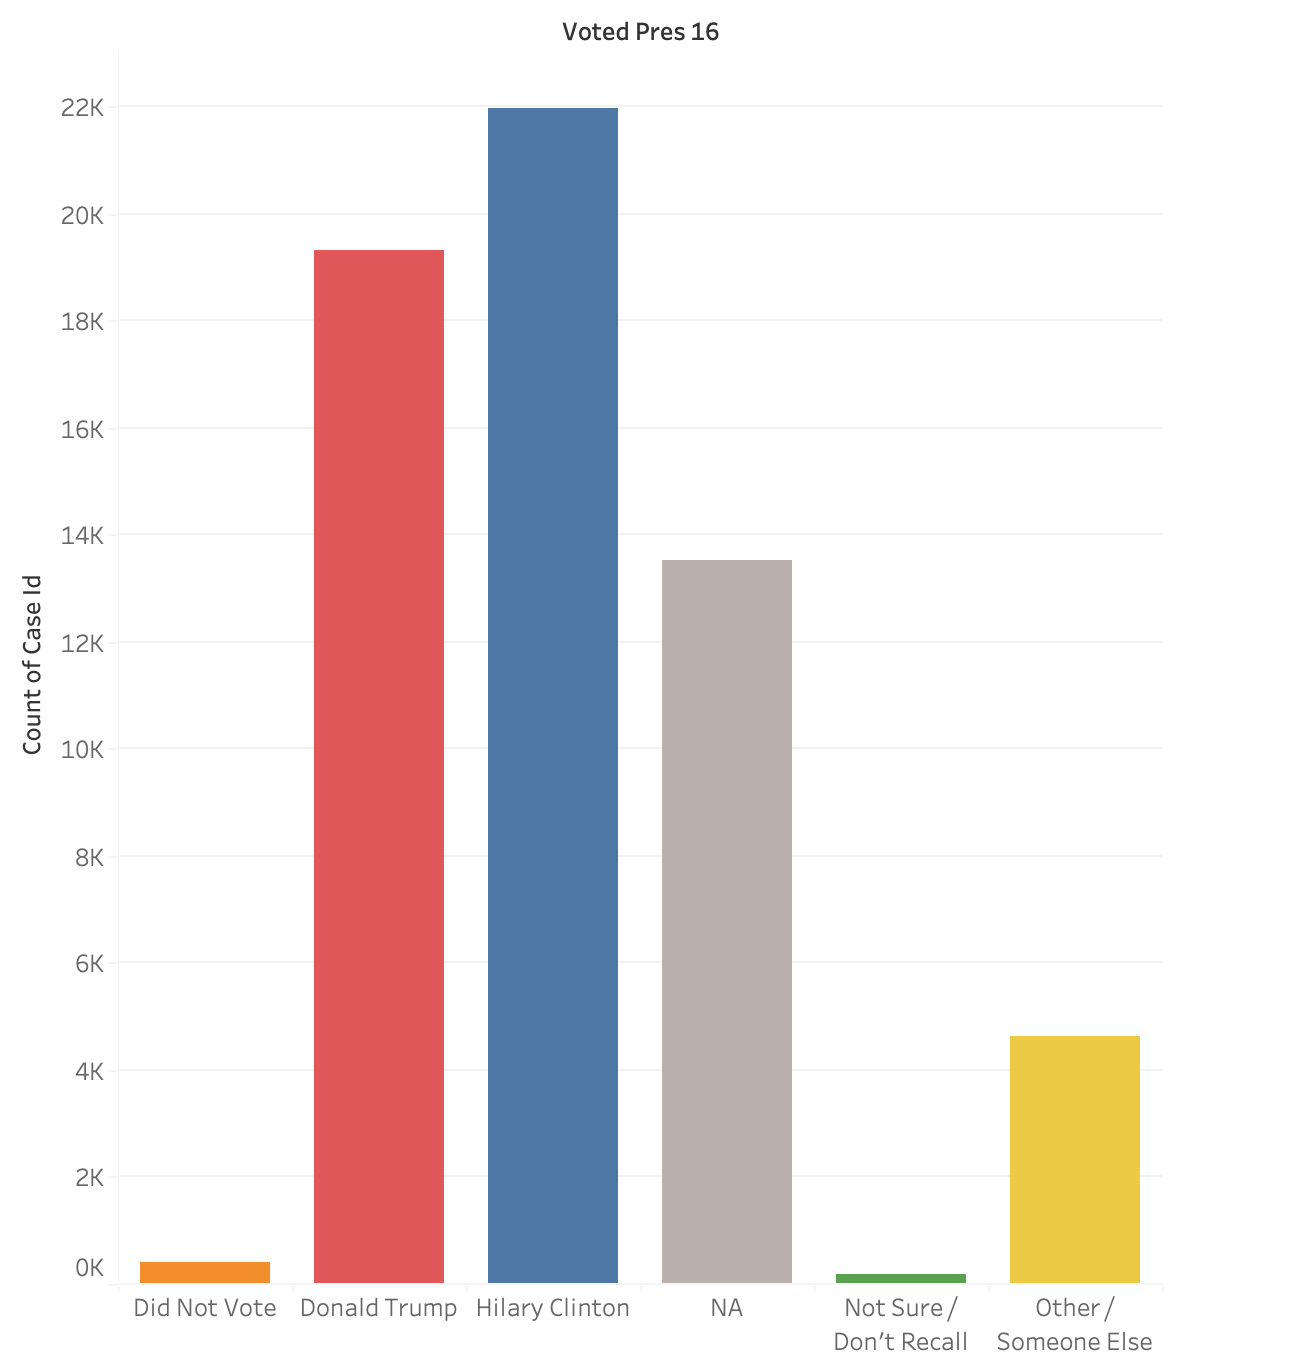 Voted Pres 16
Count of Case Id
22K
20K
18K
16K
14K
12K
10K
8K
6K
4K
2K
0K
Did Not Vote
Donald Trump
Hilary Clinton
NA
Not Sure /
Don't Recall
Other /
Someone Else